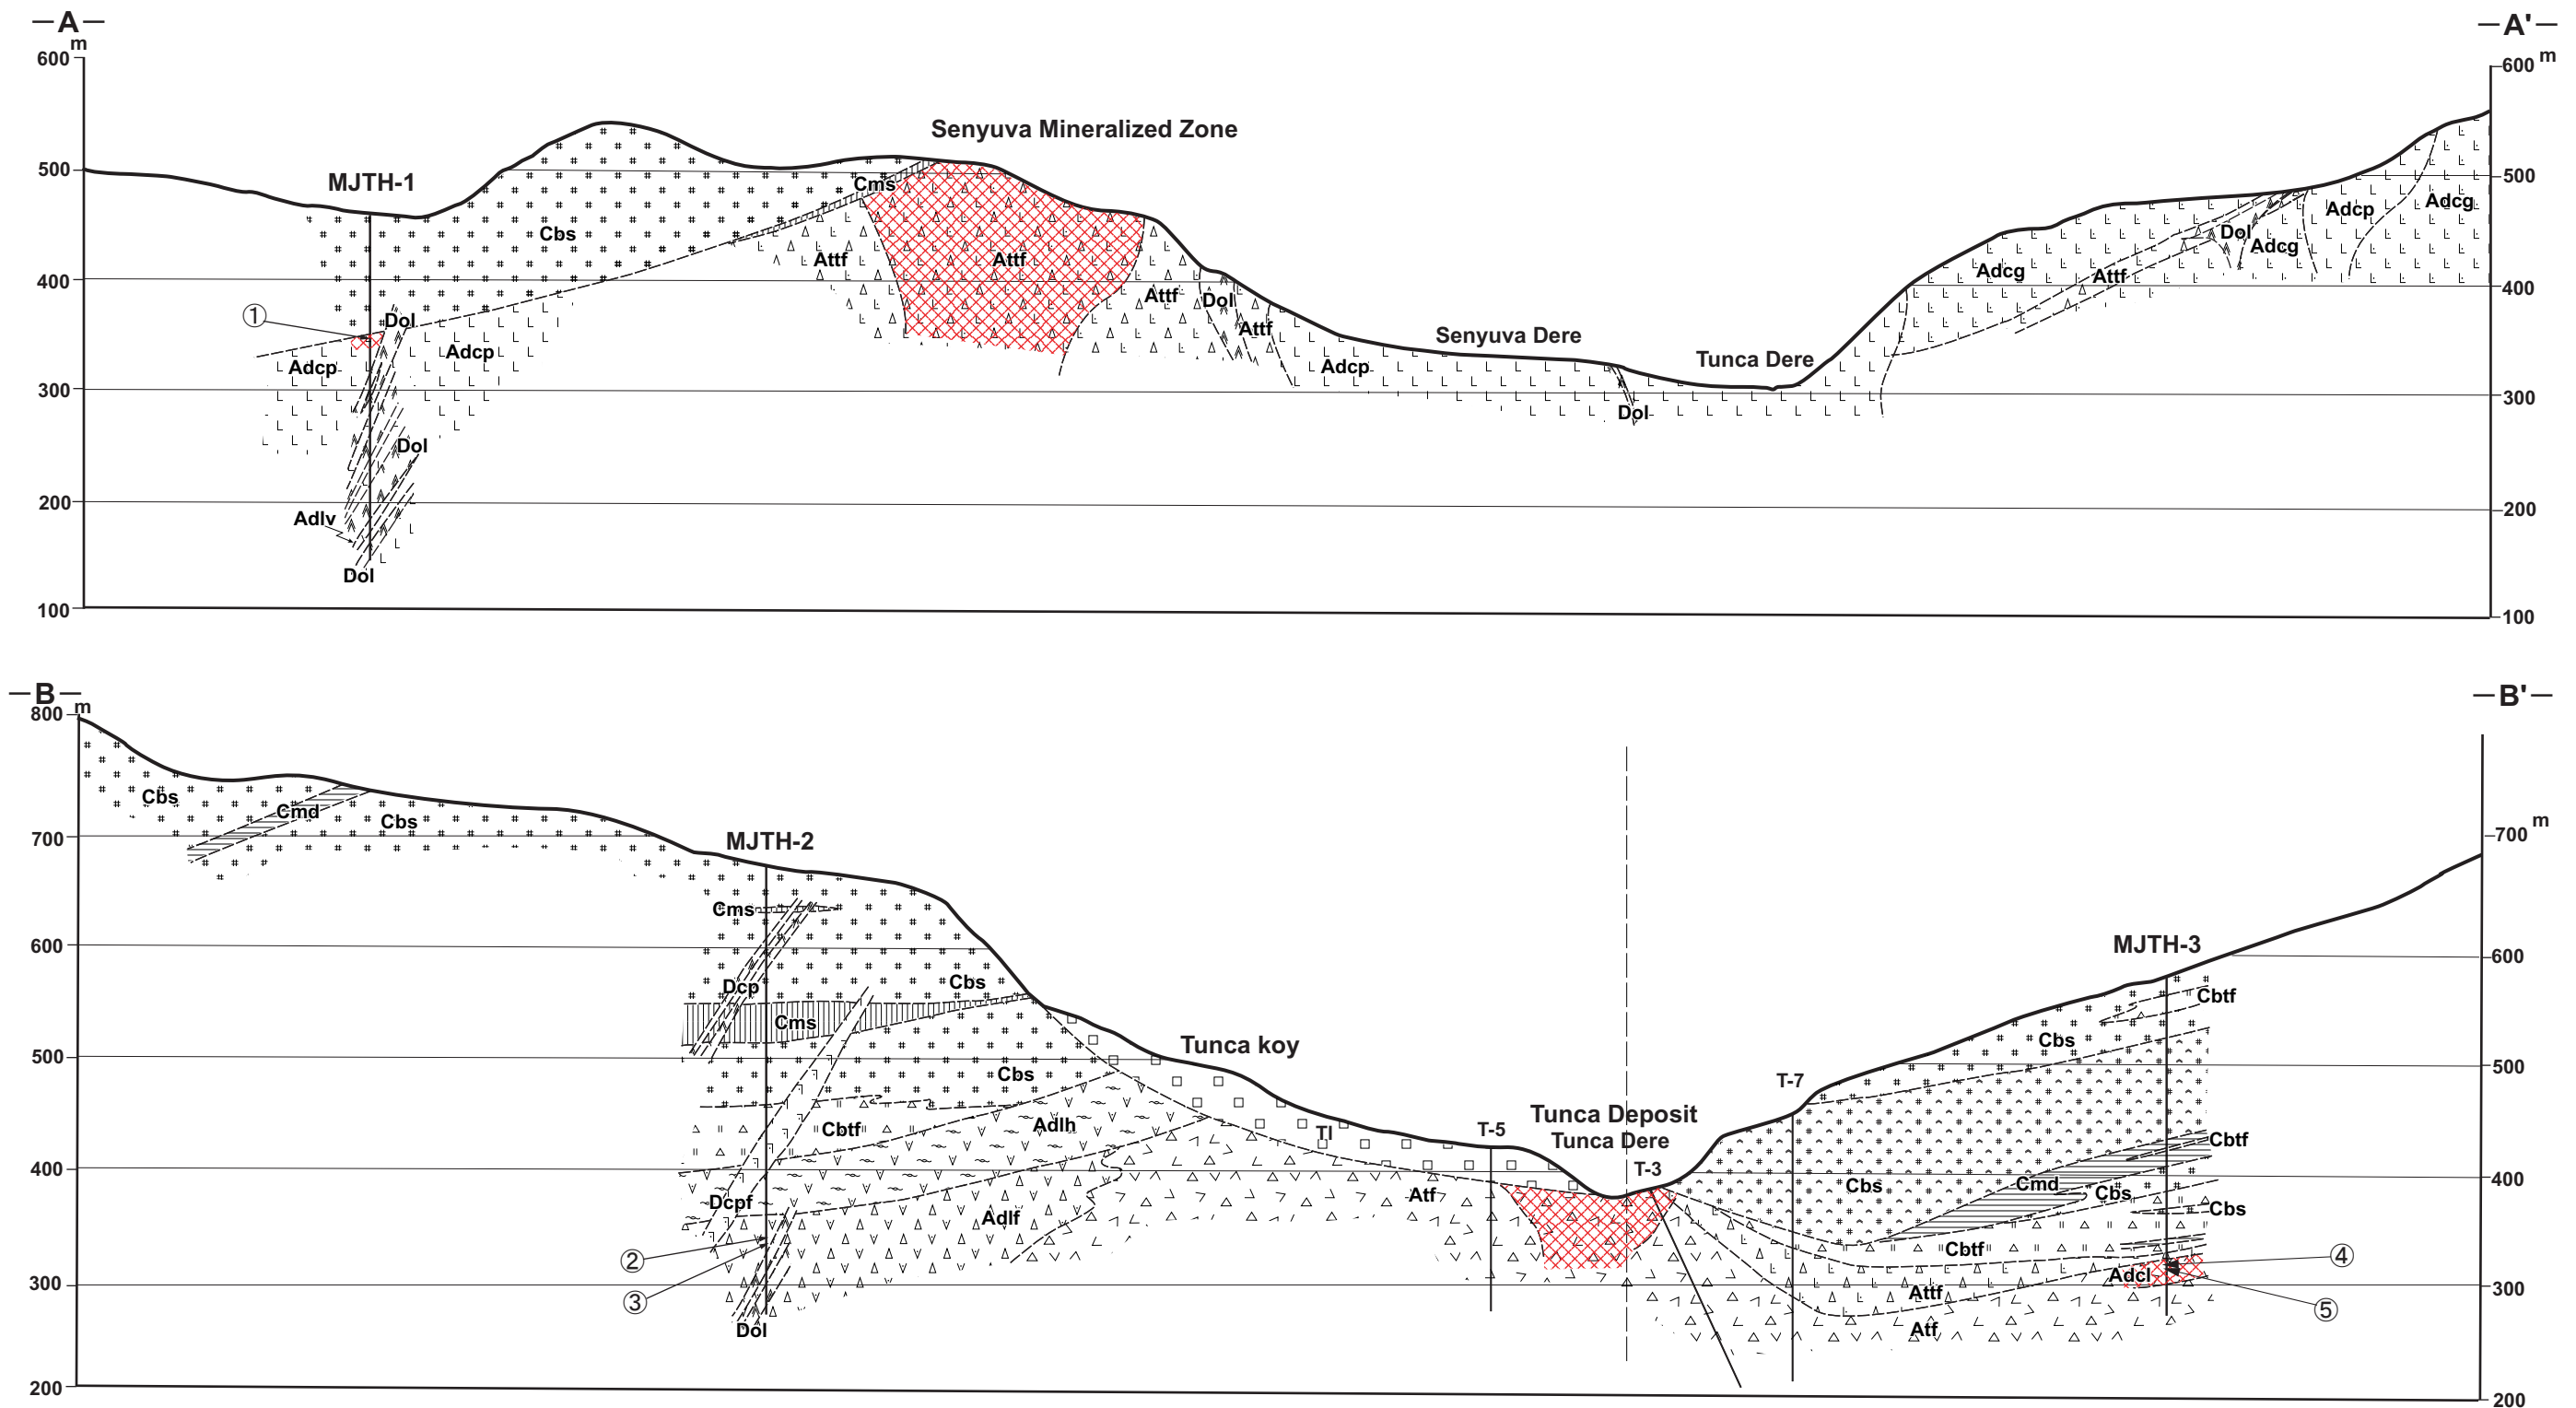 —A—
—A'—
m
600
600 m
Senyuva Mineralized Zone
500
MJTH-1
500
Cms
Adcp
Adcg
Cbs
Dol
Adcg
Attf
Attf
Adcg
Attf
400
400
Attf
Dol
①
Dol
Attf
Senyuva Dere
Tunca Dere
Adcp
Adcp
Adcp
300
300
Dol
Dol
200
200
Adlv
Dol
100
100
—B—
—B'—
800 m
Cbs
Cmd
Cbs
700
MJTH-2
700 m
Cms
600
MJTH-3
600
Dcp
Cbs
Cbtf
Cms
Tunca koy
Cbs
500
500
Cbs
T-7
Cbtf
Adlh
Tl
T-5
Tunca Deposit
Tunca Dere
Cbtf
400
T-3
400
Dcpf
Atf
Cbs
Cmd
Cbs
Adlf
Cbs
②
Cbtf
④
300
Adcl
300
③
Attf
⑤
Dol
Atf
200
200